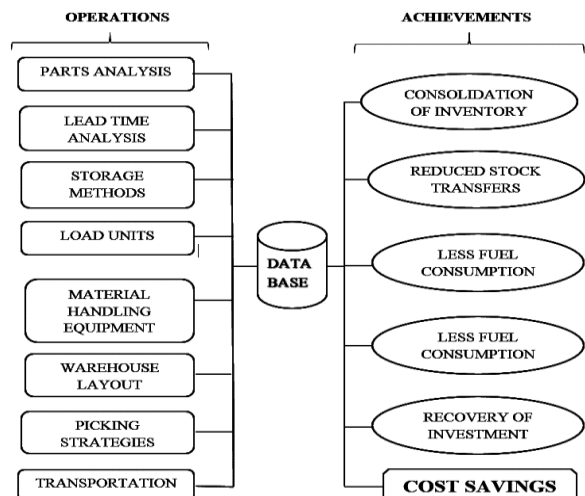 OPERATIONS
PARTS ANALYSIS
LEAD TIME
ANALYSIS
STORAGE
METHODS
LOAD UNITS
MATERIAL
HANDLING
EQUIPMENT
WAREHOUSE
LAYOUT
PICKING
STRATEGIES
TRANSPORTATION
DATA
BASE
ACHIEVEMENTS
CONSOLIDATION
OF INVENTORY
REDUCED STOCK
TRANSFERS
LESS FUEL
CONSUMPTION
LESS FUEL
CONSUMPTION
RECOVERY OF
INVESTMENT
COST SAVINGS